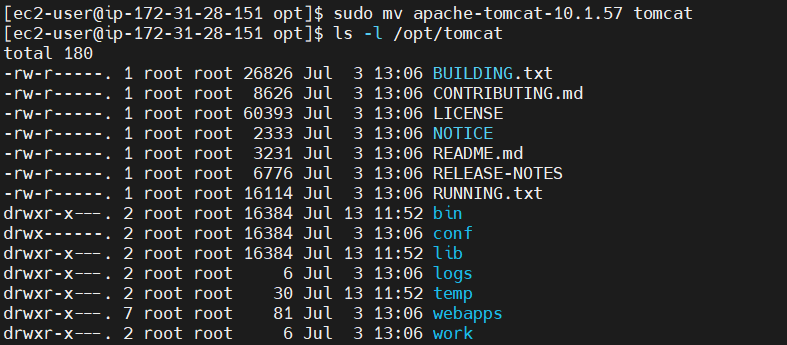 [ec2-user@ip-172-31-28-151 opt]$ sudo mv apache-tomcat-10.1.57 tomcat
[ec2-user@ip-172-31-28-151 opt]$ ls -l /opt/tomcat
total 180
-rw-r-----. 1 root root 26826 Jul  3 13:06 BUILDING.txt
-rw-r-----. 1 root root  8626 Jul  3 13:06 CONTRIBUTING.md
-rw-r-----. 1 root root 60393 Jul  3 13:06 LICENSE
-rw-r-----. 1 root root  2333 Jul  3 13:06 NOTICE
-rw-r-----. 1 root root  3231 Jul  3 13:06 README.md
-rw-r-----. 1 root root  6776 Jul  3 13:06 RELEASE-NOTES
-rw-r-----. 1 root root 16114 Jul  3 13:06 RUNNING.txt
drwxr-x---. 2 root root 16384 Jul 13 11:52 bin
drwx------. 2 root root 16384 Jul  3 13:06 conf
drwxr-x---. 2 root root 16384 Jul 13 11:52 lib
drwxr-x---. 2 root root     6 Jul  3 13:06 logs
drwxr-x---. 2 root root    30 Jul 13 11:52 temp
drwxr-x---. 7 root root    81 Jul  3 13:06 webapps
drwxr-x---. 2 root root     6 Jul  3 13:06 work